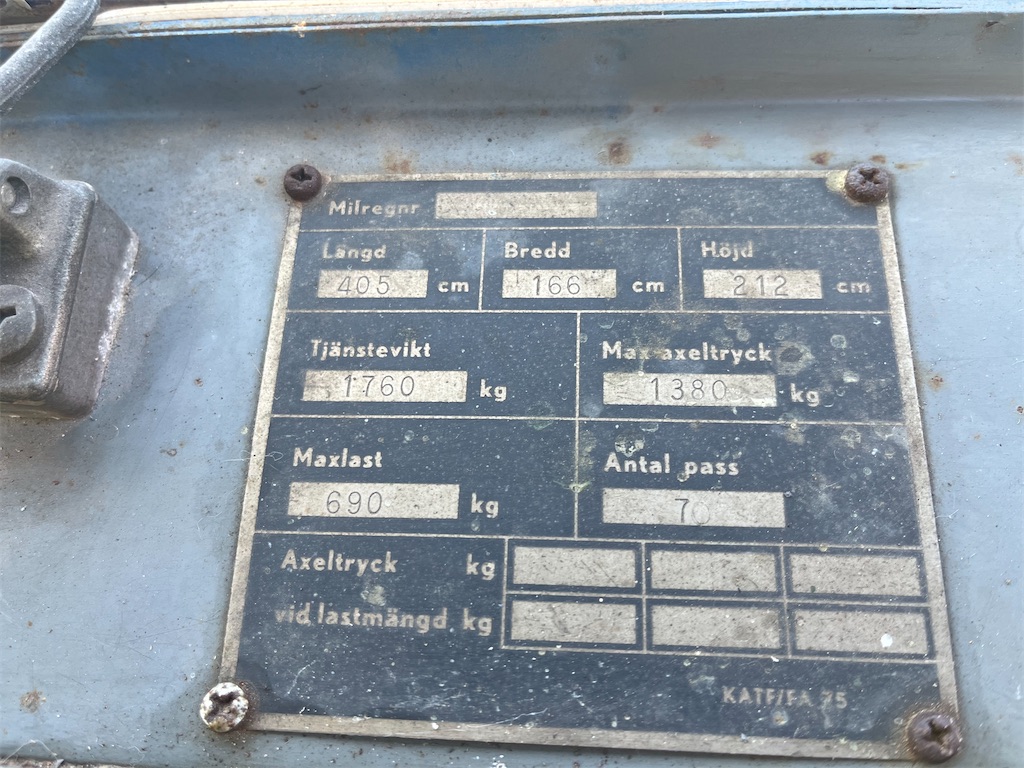 Milregnr
Längd Bredd Höjd
405 cm 166 cm 212 cm
Tjänstevikt Max axeltryck
1760 kg 1380 kg
Maxlast Antal pass
690 kg 7
Axeltryck kg
vid lastmängd kg
KATF/FA 75